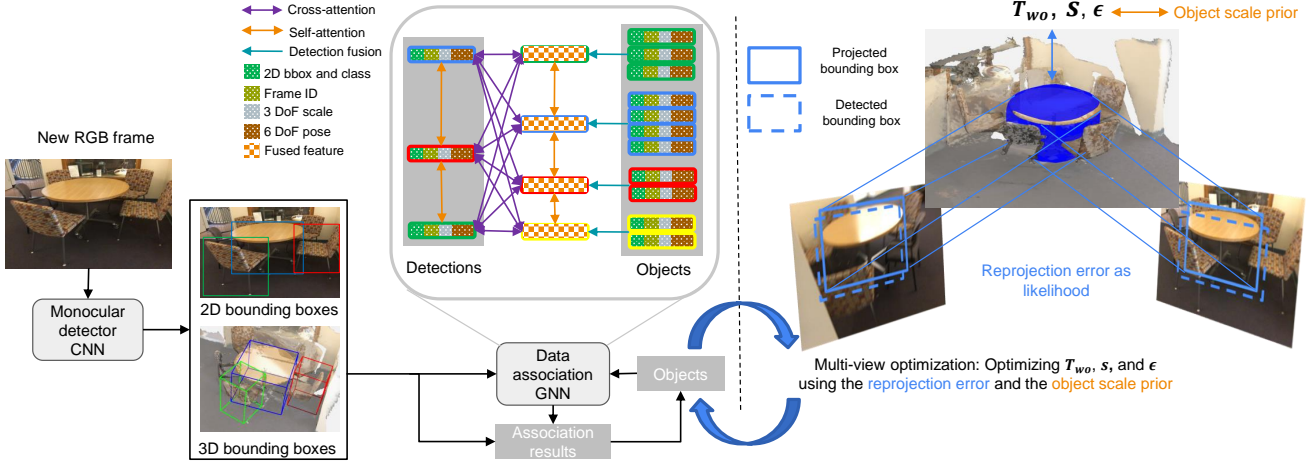 Cross-attention
Self-attention
Detection fusion
2D bbox and class
Frame ID
3 DoF scale
6 DoF pose
Fused feature
New RGB frame
Monocular
detector
CNN
2D bounding boxes
3D bounding boxes
Detections
Objects
Data
association
GNN
Objects
Association
results
Projected
bounding box
Detected
bounding box
T_wo, S, ϵ
Object scale prior
Reprojection error as
likelihood
Multi-view optimization: Optimizing T_wo, s, and ϵ
using the reprojection error and the object scale prior